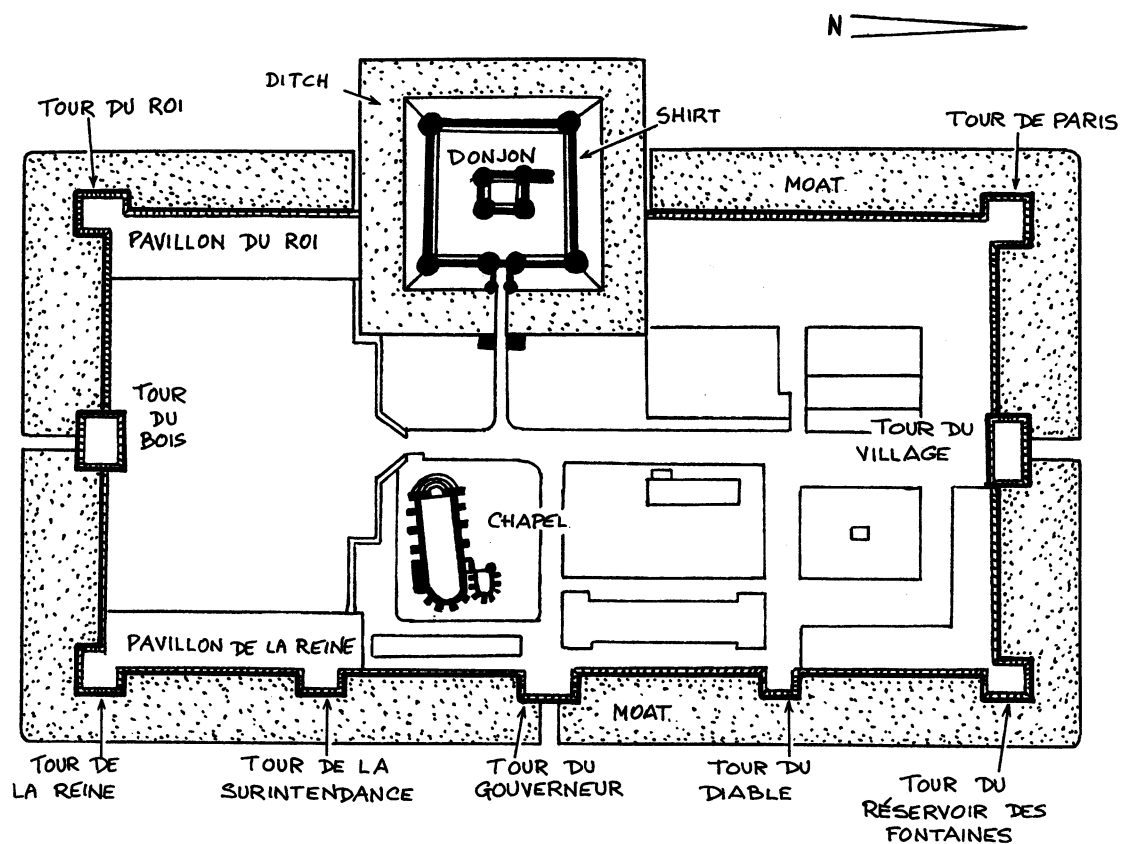 N
DITCH
TOUR DU ROI
SHIRT
TOUR DE PARIS
DONJON
MOAT
PAVILLON DU ROI
TOUR
DU
BOIS
TOUR DU
VILLAGE
CHAPEL
PAVILLON DE LA REINE
MOAT
TOUR DE
LA REINE
TOUR DE LA
SURINTENDANCE
TOUR DU
GOUVERNEUR
TOUR DU
DIABLE
TOUR DU
RÉSERVOIR DES
FONTAINES